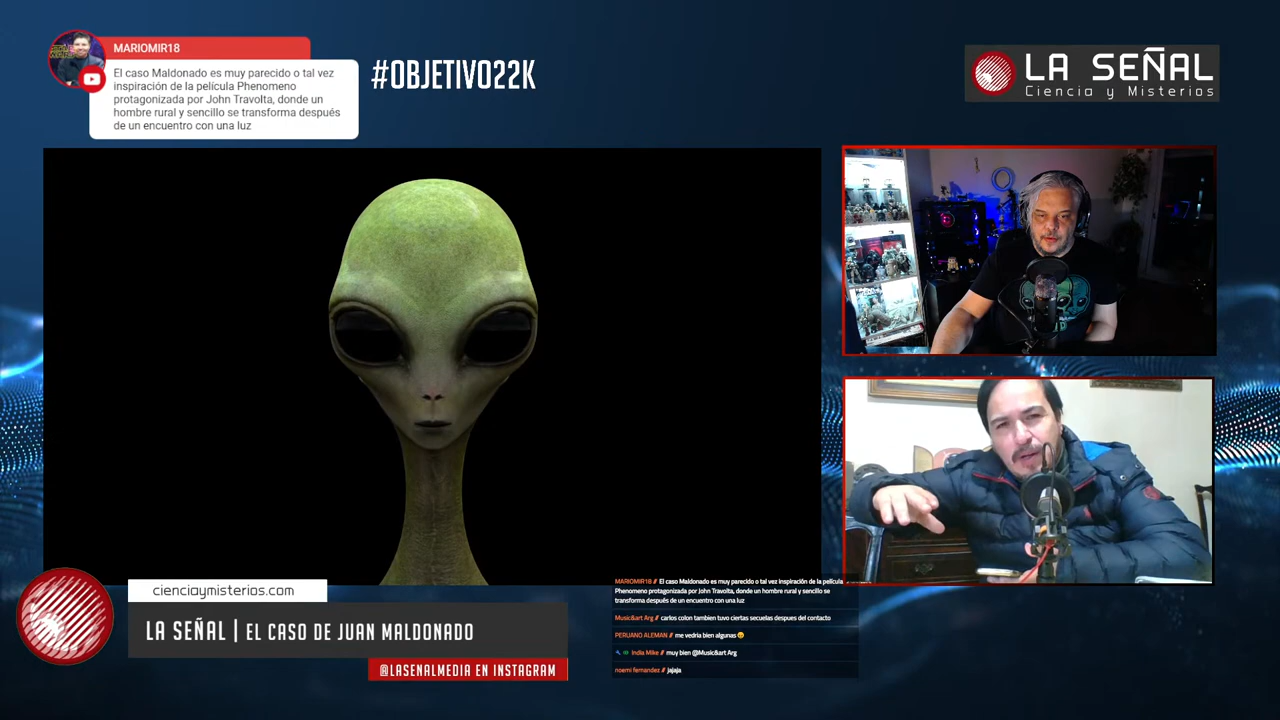 MARIOMIR18
El caso Maldonado es muy parecido o tal vez
inspiración de la película Phenomeno
protagonizada por John Travolta, donde un
hombre rural y sencillo se transforma después
de un encuentro con una luz
#OBJETIVO22K
LA SEÑAL
Ciencia y Misterios
cienciaymisterios.com
LA SEÑAL | EL CASO DE JUAN MALDONADO
@LASENALMEDIA EN INSTAGRAM
MARIOMIR18 // El caso Maldonado es muy parecido o tal vez inspiración de la película
Phenomeno protagonizada por John Travolta, donde un hombre rural y sencillo se
transforma después de un encuentro con una luz
Music&art Arg // carlos colon tambien tuvo ciertas secuelas despues del contacto
PERUANO ALEMAN // me vedria bien algunas 😄
India Mike // muy bien @Music&art Arg
noemi fernandez // jajaja